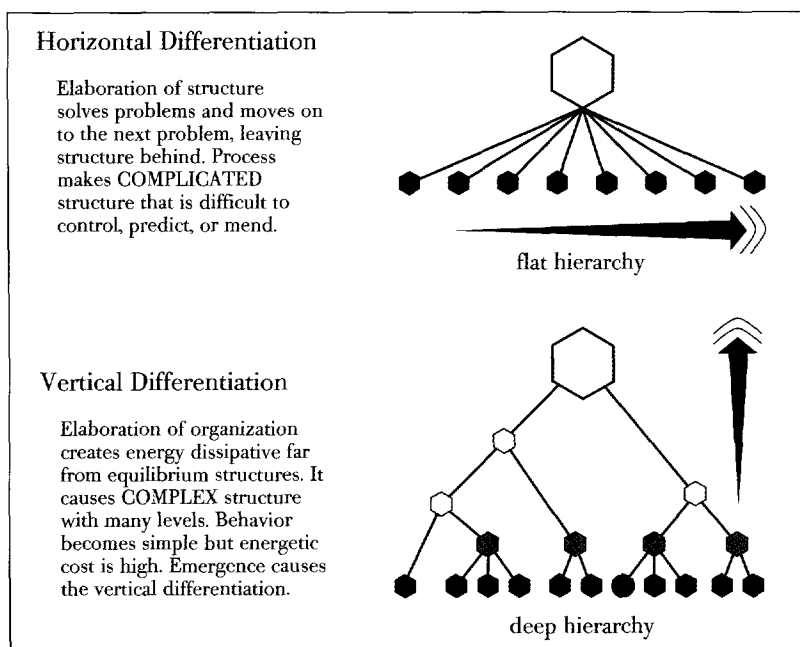 Horizontal Differentiation
Elaboration of structure
solves problems and moves on
to the next problem, leaving
structure behind. Process
makes COMPLICATED
structure that is difficult to
control, predict, or mend.
flat hierarchy
Vertical Differentiation
Elaboration of organization
creates energy dissipative far
from equilibrium structures. It
causes COMPLEX structure
with many levels. Behavior
becomes simple but energetic
cost is high. Emergence causes
the vertical differentiation.
deep hierarchy